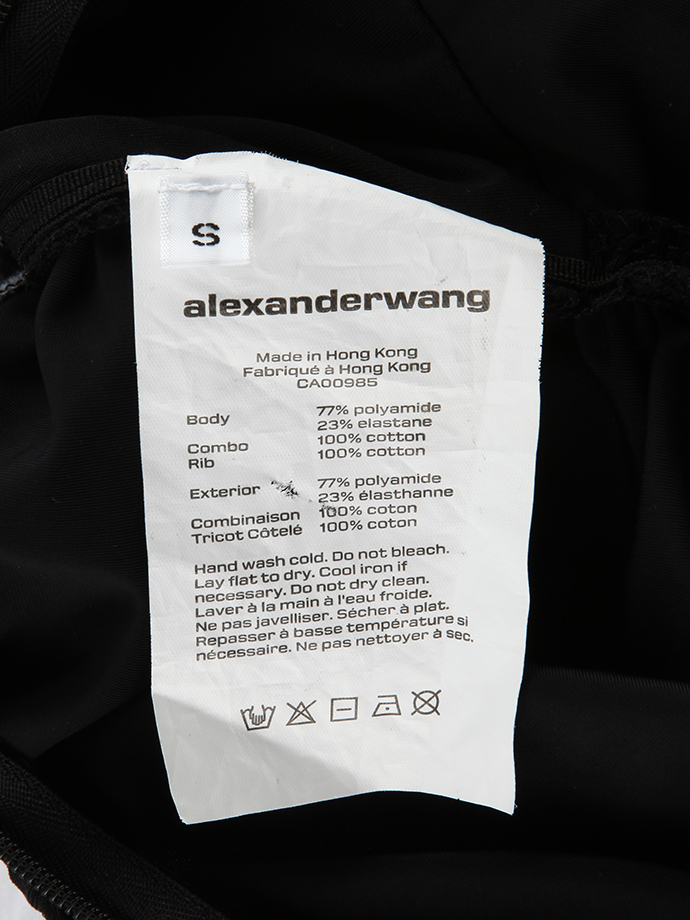 S
alexanderwang
Made in Hong Kong
Fabriqué à Hong Kong
CA00985
Body 77% polyamide
23% elastane
Combo 100% cotton
Rib 100% cotton
Exterior 77% polyamide
23% élasthanne
Combinaison 100% coton
Tricot Côtelé 100% coton
Hand wash cold. Do not bleach.
Lay flat to dry. Cool iron if
necessary. Do not dry clean.
Laver à la main à l'eau froide.
Ne pas javelliser. Sécher à plat.
Repasser à basse température si
nécessaire. Ne pas nettoyer à sec.